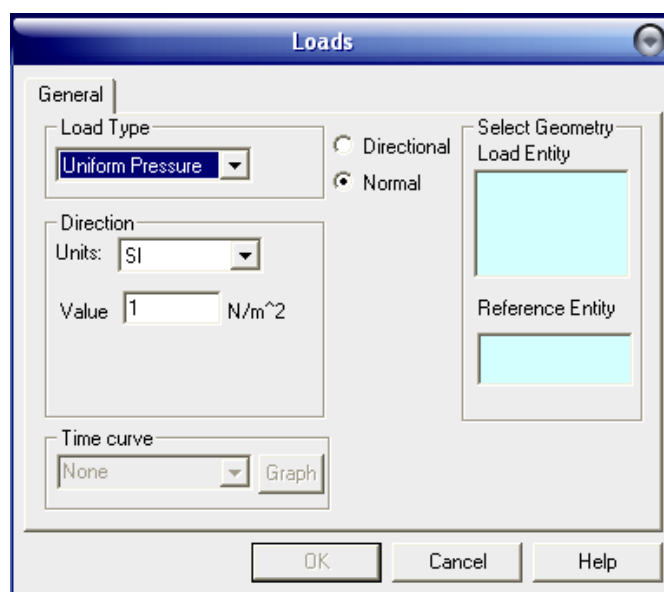 Loads
General
Load Type
Uniform Pressure
Directional
Normal
Direction
Units: SI
Value 1 N/m^2
Select Geometry
Load Entity
Reference Entity
Time curve
None Graph
OK Cancel Help